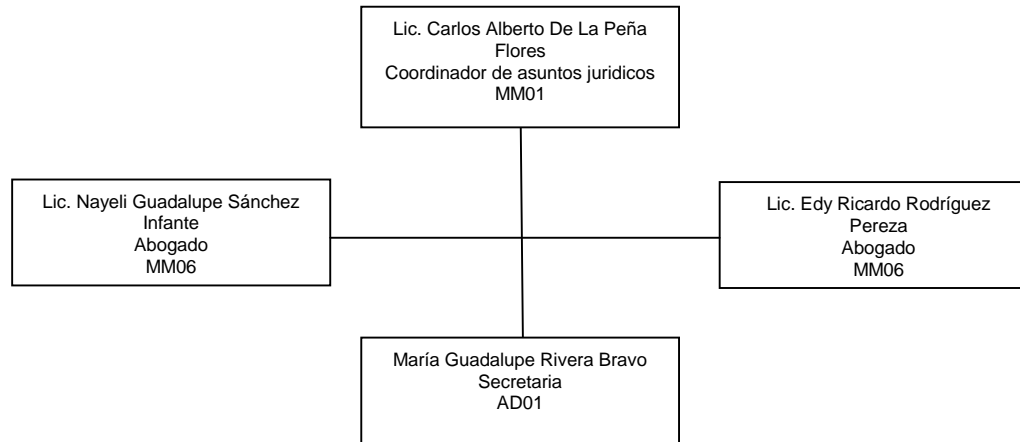 Lic. Carlos Alberto De La Peña
Flores
Coordinador de asuntos juridicos
MM01
Lic. Nayeli Guadalupe Sánchez
Infante
Abogado
MM06
Lic. Edy Ricardo Rodríguez
Pereza
Abogado
MM06
María Guadalupe Rivera Bravo
Secretaria
AD01